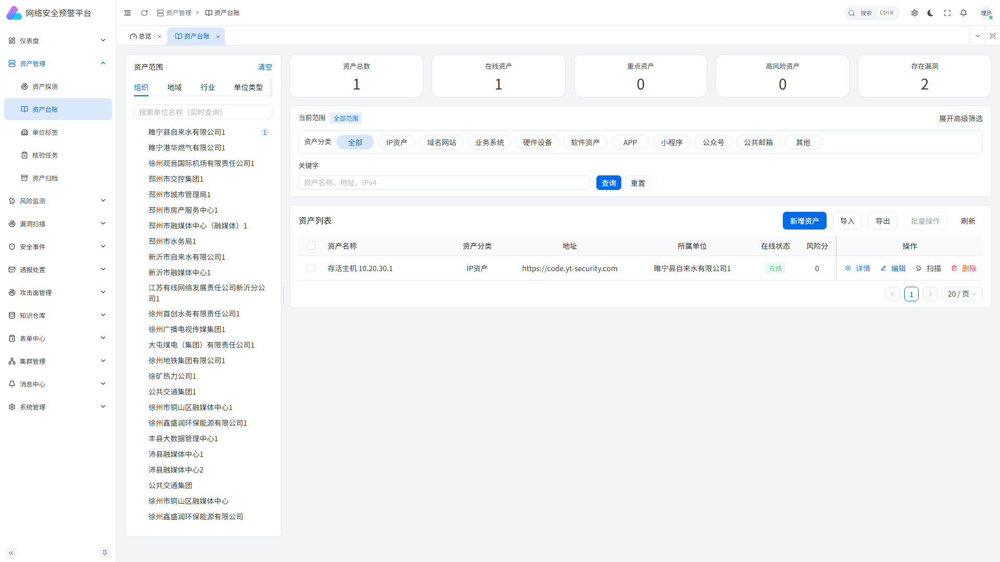 网络安全预警平台
仪表盘
资产管理
资产探测
资产台账
单位标签
核验任务
资产归档
风险监测
漏洞扫描
安全事件
通报处置
攻击面管理
知识仓库
表单中心
集群管理
消息中心
系统管理
资产管理 > 资产台账
搜索 Ctrl K
理员
总览 ×
资产台账 ×
资产范围 清空
组织 地域 行业 单位类型
搜索单位名称（实时查询）
睢宁县自来水有限公司1 1
睢宁港华燃气有限公司1
徐州观音国际机场有限责任公司1
邳州市交控集团1
邳州市城市管理局1
邳州市房产服务中心1
邳州市融媒体中心（融媒体）1
邳州市水务局1
新沂市自来水有限公司1
新沂市融媒体中心1
江苏有线网络发展责任公司新沂分公
司1
徐州首创水务有限责任公司1
徐州广播电视传媒集团1
大屯煤电（集团）有限责任公司1
徐州地铁集团有限公司1
徐矿热力公司1
公共交通集团1
徐州市铜山区融媒体中心1
徐州鑫盛润环保能源有限公司1
丰县大数据管理中心1
沛县融媒体中心1
沛县融媒体中心2
公共交通集团
徐州市铜山区融媒体中心
徐州鑫盛润环保能源有限公司
资产总数 在线资产 重点资产 高风险资产 存在漏洞
1 1 0 0 2
当前范围 全部范围 展开高级筛选
资产分类 全部 IP资产 域名网站 业务系统 硬件设备 软件资产 APP 小程序 公众号 公共邮箱 其他
关键字
资产名称、地址、IPv4 查询 重置
资产列表 新增资产 导入 导出 批量操作 刷新
资产名称 资产分类 地址 所属单位 在线状态 风险分 操作
存活主机 10.20.30.1 IP资产 https://code.yt-security.com 睢宁县自来水有限公司1 在线 0 详情 编辑 扫描 删除
1 20 / 页